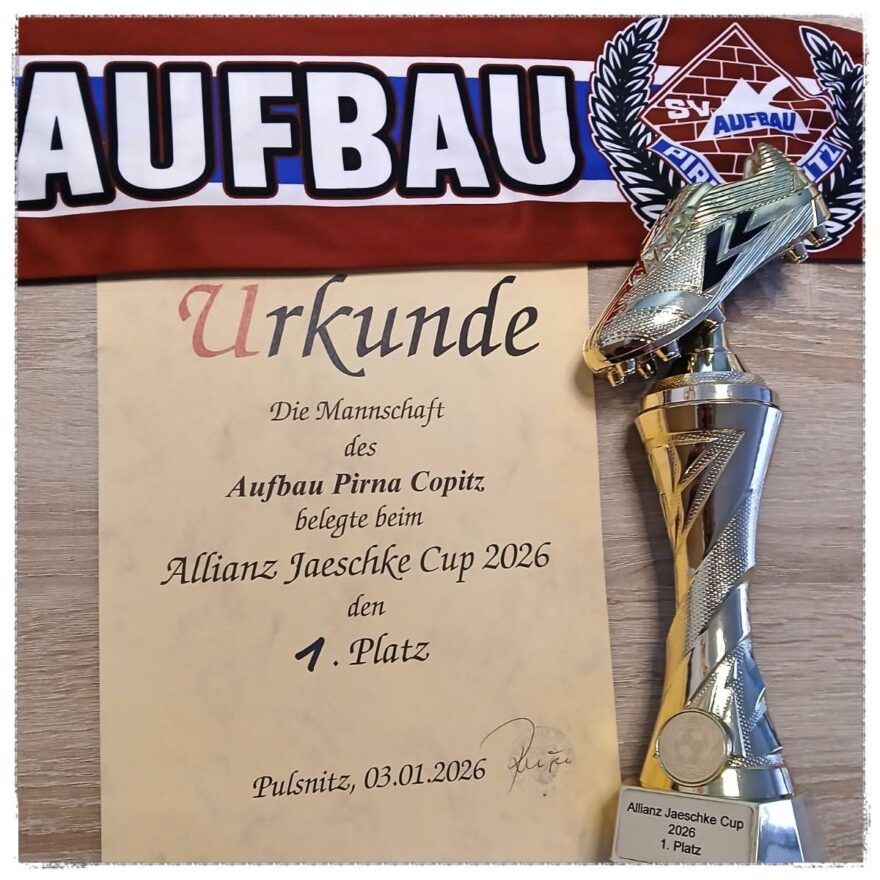 AUFBAU
SV
AUFBAU
Urkunde
Die Mannschaft
des
Aufbau Pirna Copitz
belegte beim
Allianz Jaeschke Cup 2026
den
1. Platz
Pulsnitz, 03.01.2026
Allianz Jaeschke Cup
2026
1. Platz